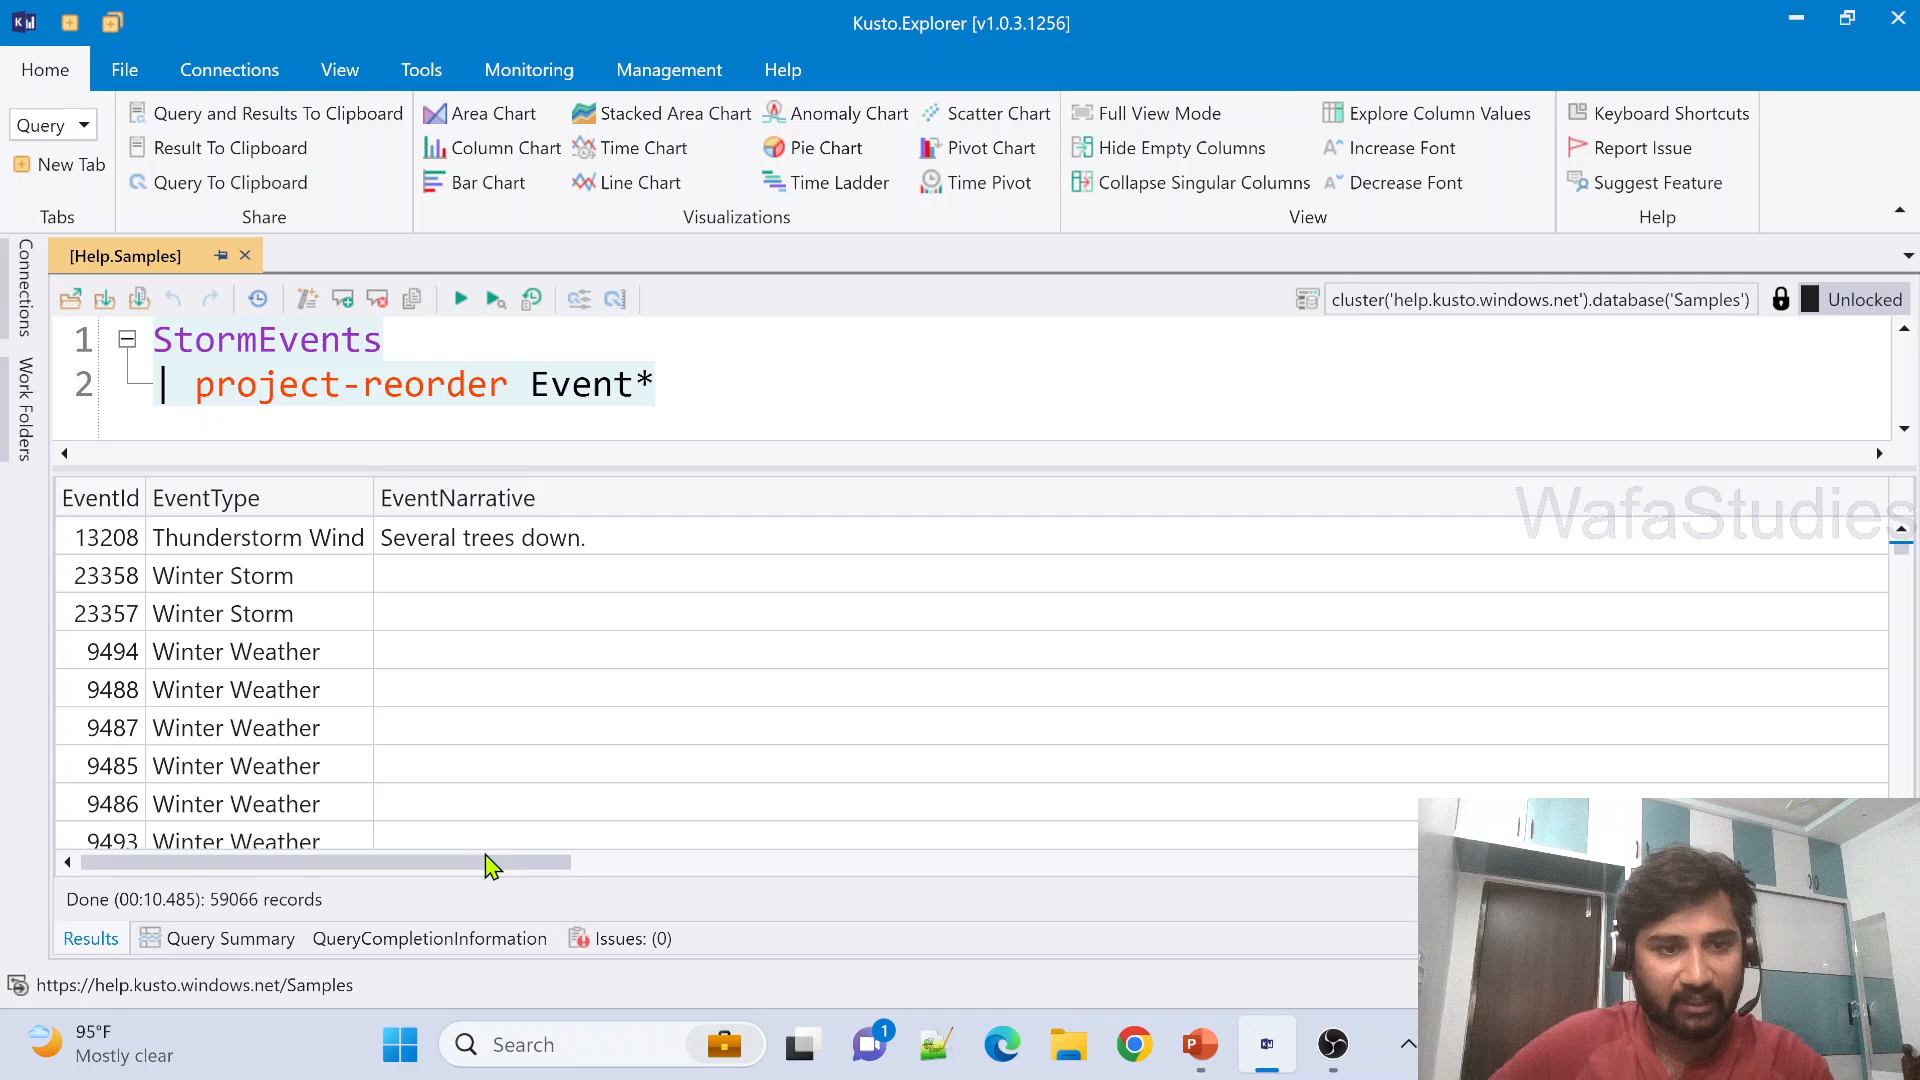 Kusto.Explorer [v1.0.3.1256]
Home File Connections View Tools Monitoring Management Help
Query
New Tab
Tabs
Query and Results To Clipboard
Result To Clipboard
Query To Clipboard
Share
Area Chart Stacked Area Chart Anomaly Chart Scatter Chart
Column Chart Time Chart Pie Chart Pivot Chart
Bar Chart Line Chart Time Ladder Time Pivot
Visualizations
Full View Mode Explore Column Values
Hide Empty Columns Increase Font
Collapse Singular Columns Decrease Font
View
Keyboard Shortcuts
Report Issue
Suggest Feature
Help
Connections
Work Folders
[Help.Samples]
cluster('help.kusto.windows.net').database('Samples') Unlocked
1 StormEvents
2 | project-reorder Event*
WafaStudies
EventId EventType EventNarrative
13208 Thunderstorm Wind Several trees down.
23358 Winter Storm
23357 Winter Storm
9494 Winter Weather
9488 Winter Weather
9487 Winter Weather
9485 Winter Weather
9486 Winter Weather
9493 Winter Weather
Done (00:10.485): 59066 records
Results Query Summary QueryCompletionInformation Issues: (0)
https://help.kusto.windows.net/Samples
95°F
Mostly clear
Search
1